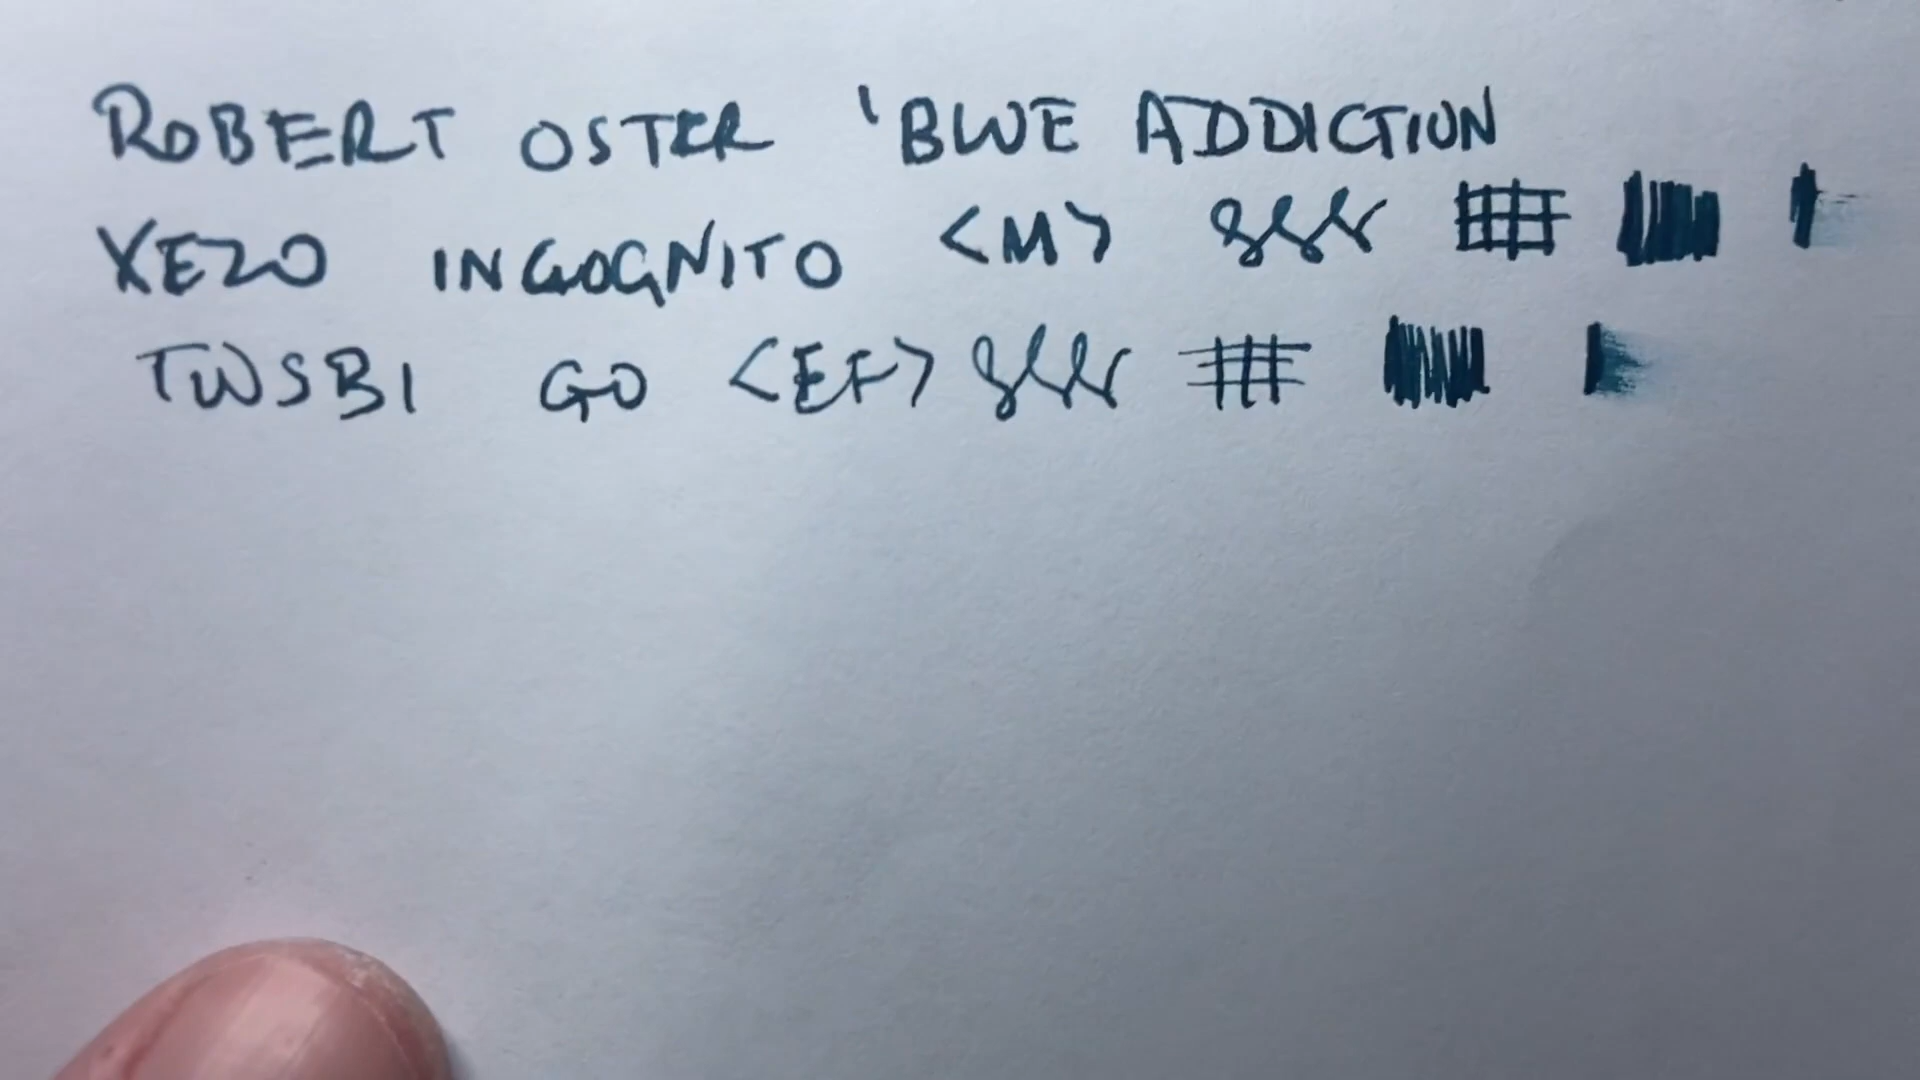 ROBERT OSTER 'BLUE ADDICTION
XEZO INCOGNITO <M>
TWSBI GO <EF>